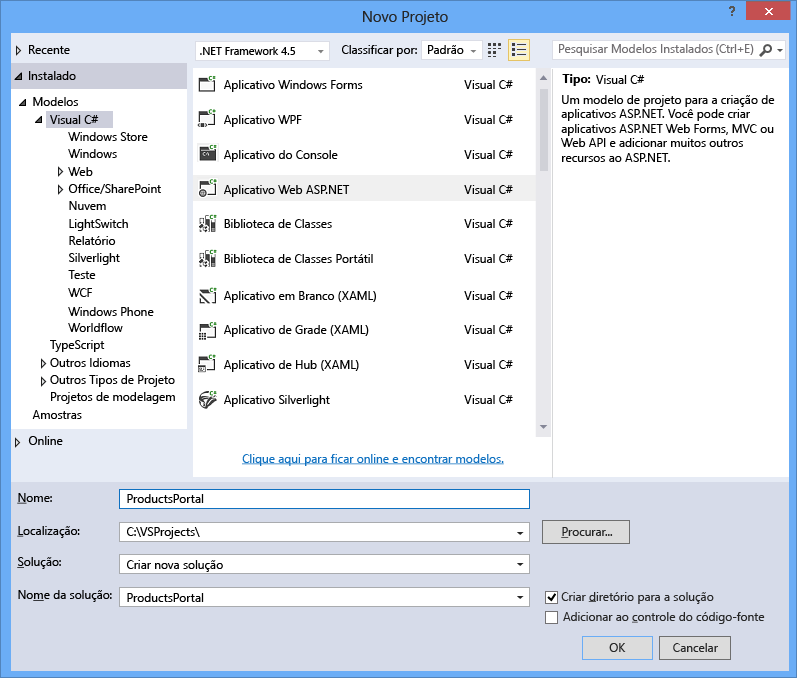 Novo Projeto
?
Recente
.NET Framework 4.5
Classificar por:
Padrão
Pesquisar Modelos Instalados (Ctrl+E)
Instalado
Modelos
Visual C#
Windows Store
Windows
Web
Office/SharePoint
Nuvem
LightSwitch
Relatório
Silverlight
Teste
WCF
Windows Phone
Worldflow
TypeScript
Outros Idiomas
Outros Tipos de Projeto
Projetos de modelagem
Amostras
Online
Aplicativo Windows Forms Visual C#
Aplicativo WPF Visual C#
Aplicativo do Console Visual C#
Aplicativo Web ASP.NET Visual C#
Biblioteca de Classes Visual C#
Biblioteca de Classes Portátil Visual C#
Aplicativo em Branco (XAML) Visual C#
Aplicativo de Grade (XAML) Visual C#
Aplicativo de Hub (XAML) Visual C#
Aplicativo Silverlight Visual C#
Clique aqui para ficar online e encontrar modelos.
Tipo: Visual C#
Um modelo de projeto para a criação de
aplicativos ASP.NET. Você pode criar
aplicativos ASP.NET Web Forms, MVC ou
Web API e adicionar muitos outros
recursos ao ASP.NET.
Nome: ProductsPortal
Localização: C:\VSProjects\ Procurar...
Solução: Criar nova solução
Nome da solução: ProductsPortal
Criar diretório para a solução
Adicionar ao controle do código-fonte
OK Cancelar